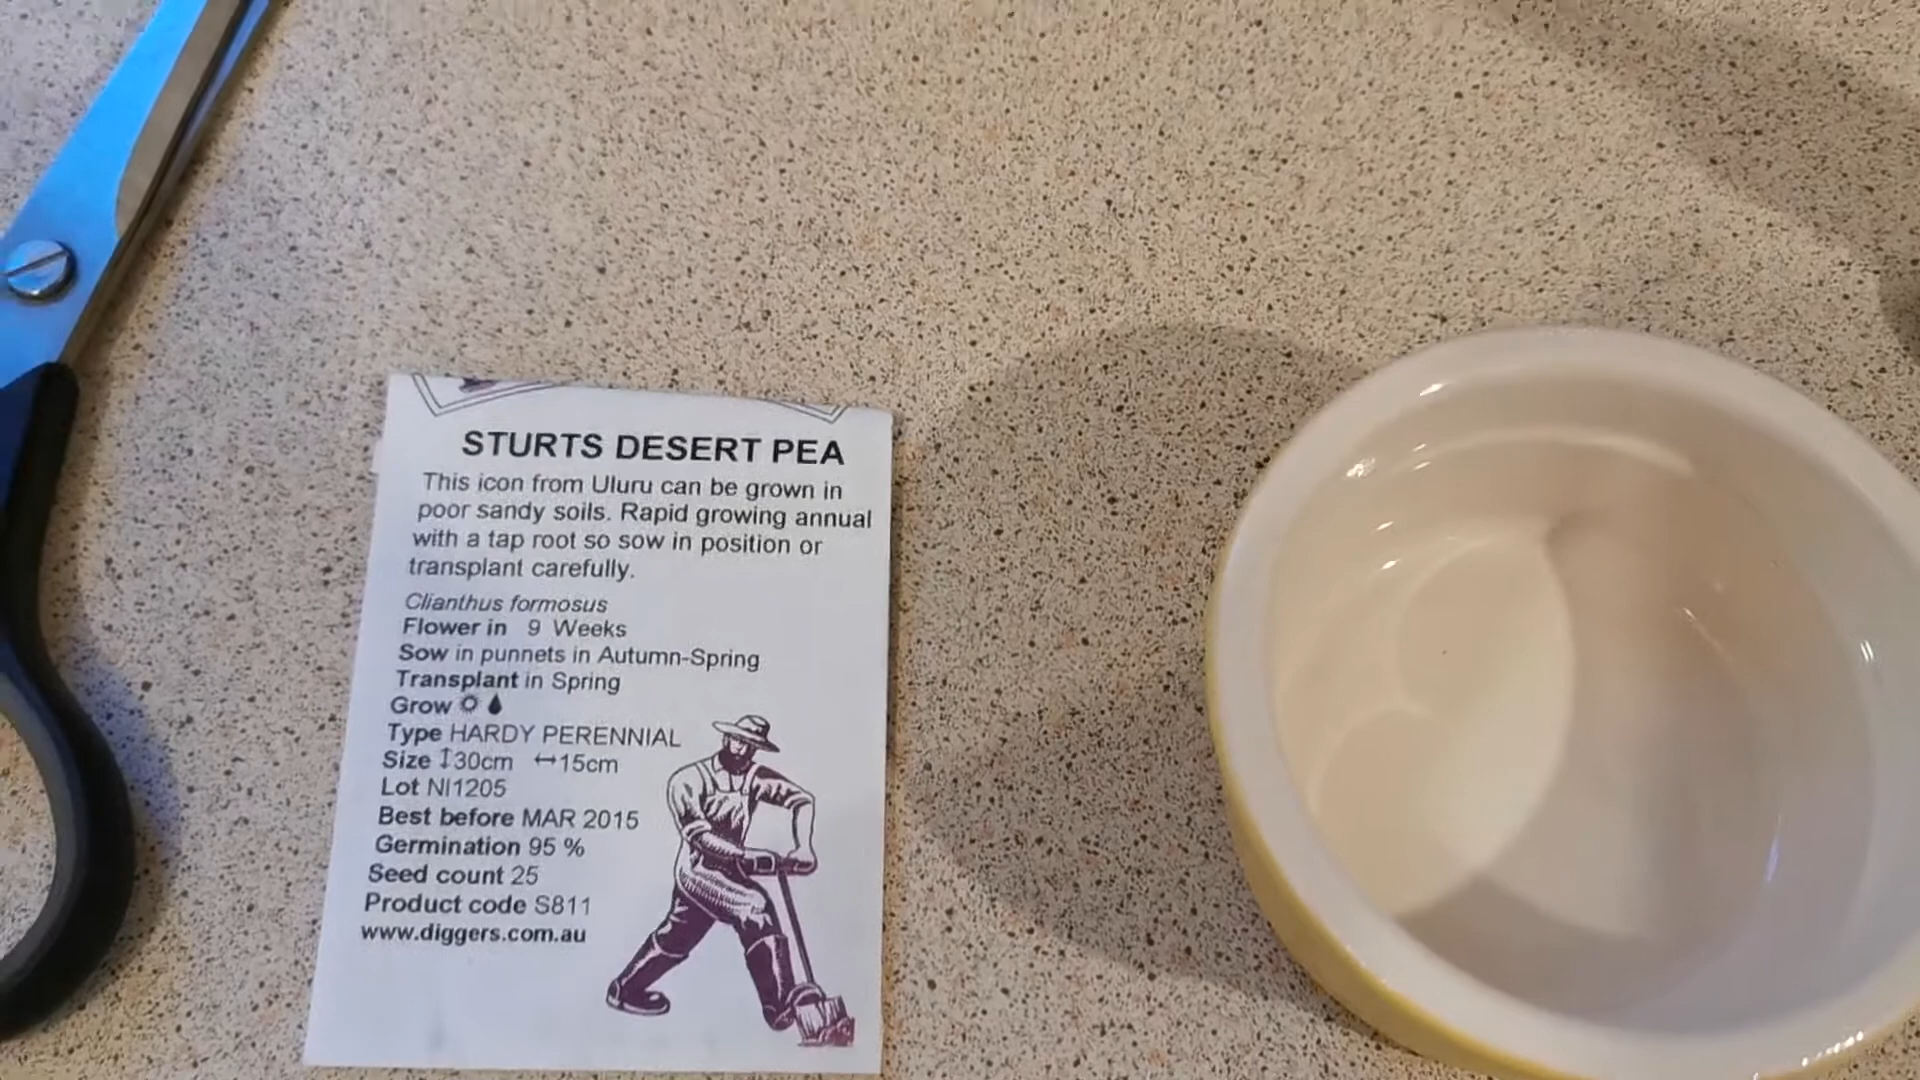 STURTS DESERT PEA
This icon from Uluru can be grown in
poor sandy soils. Rapid growing annual
with a tap root so sow in position or
transplant carefully.
Clianthus formosus
Flower in 9 Weeks
Sow in punnets in Autumn-Spring
Transplant in Spring
Grow
Type HARDY PERENNIAL
Size ↕30cm ↔15cm
Lot NI1205
Best before MAR 2015
Germination 95 %
Seed count 25
Product code S811
www.diggers.com.au